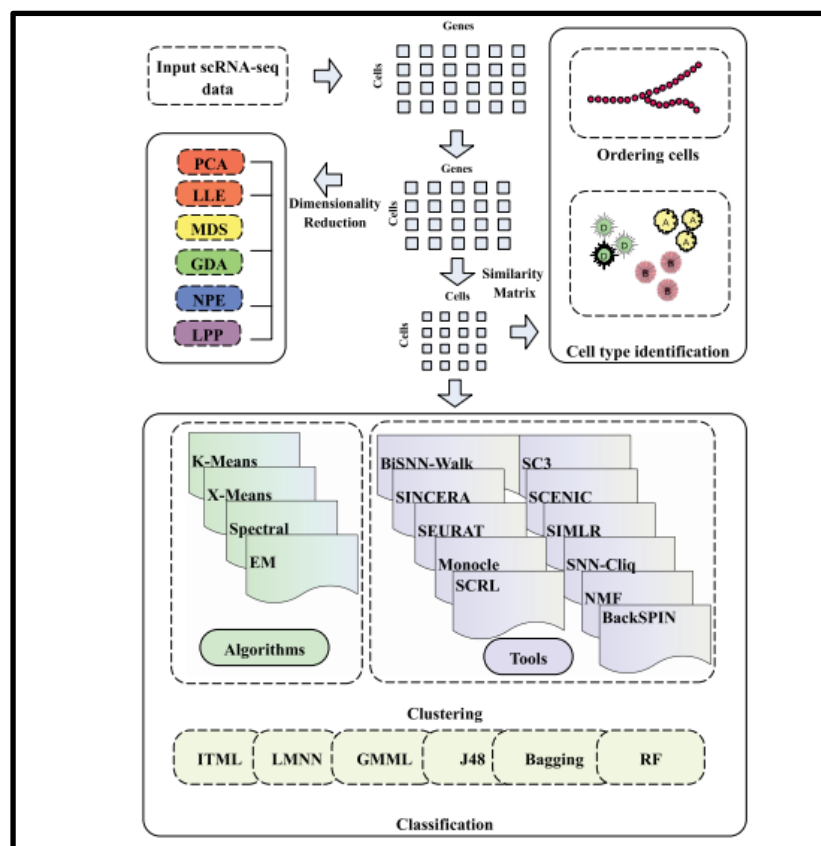 Genes
Input scRNA-seq
data
Cells
Ordering cells
PCA
LLE
MDS
GDA
NPE
LPP
Dimensionality
Reduction
Genes
Cells
Similarity
Matrix
Cells
Cells
D
D
D
A
A
A
B
B
B
Cell type identification
K-Means
X-Means
Spectral
EM
Algorithms
BiSNN-Walk
SINCERA
SEURAT
Monocle
SCRL
SC3
SCENIC
SIMLR
SNN-Cliq
NMF
BackSPIN
Tools
Clustering
ITML
LMNN
GMML
J48
Bagging
RF
Classification